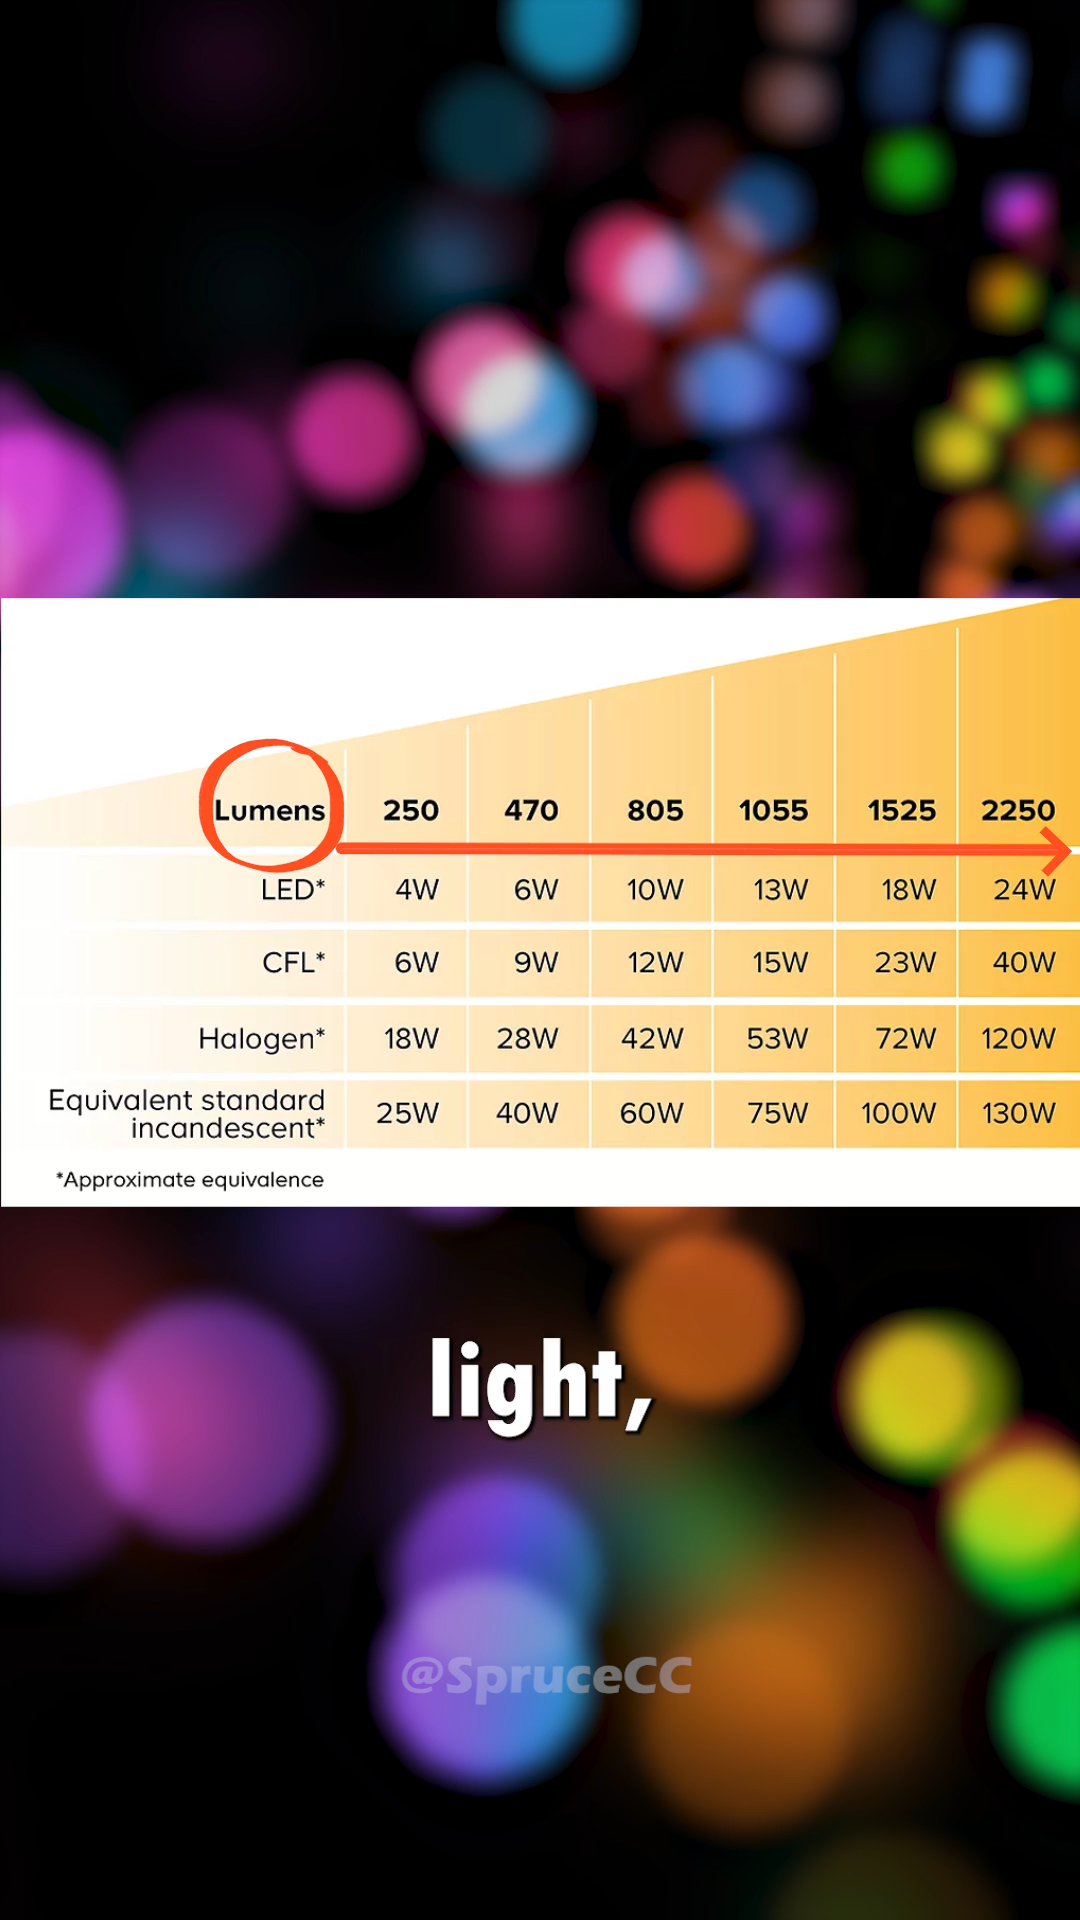 Lumens 250 470 805 1055 1525 2250
LED* 4W 6W 10W 13W 18W 24W
CFL* 6W 9W 12W 15W 23W 40W
Halogen* 18W 28W 42W 53W 72W 120W
Equivalent standard
incandescent* 25W 40W 60W 75W 100W 130W
*Approximate equivalence
light,
@SpruceCC